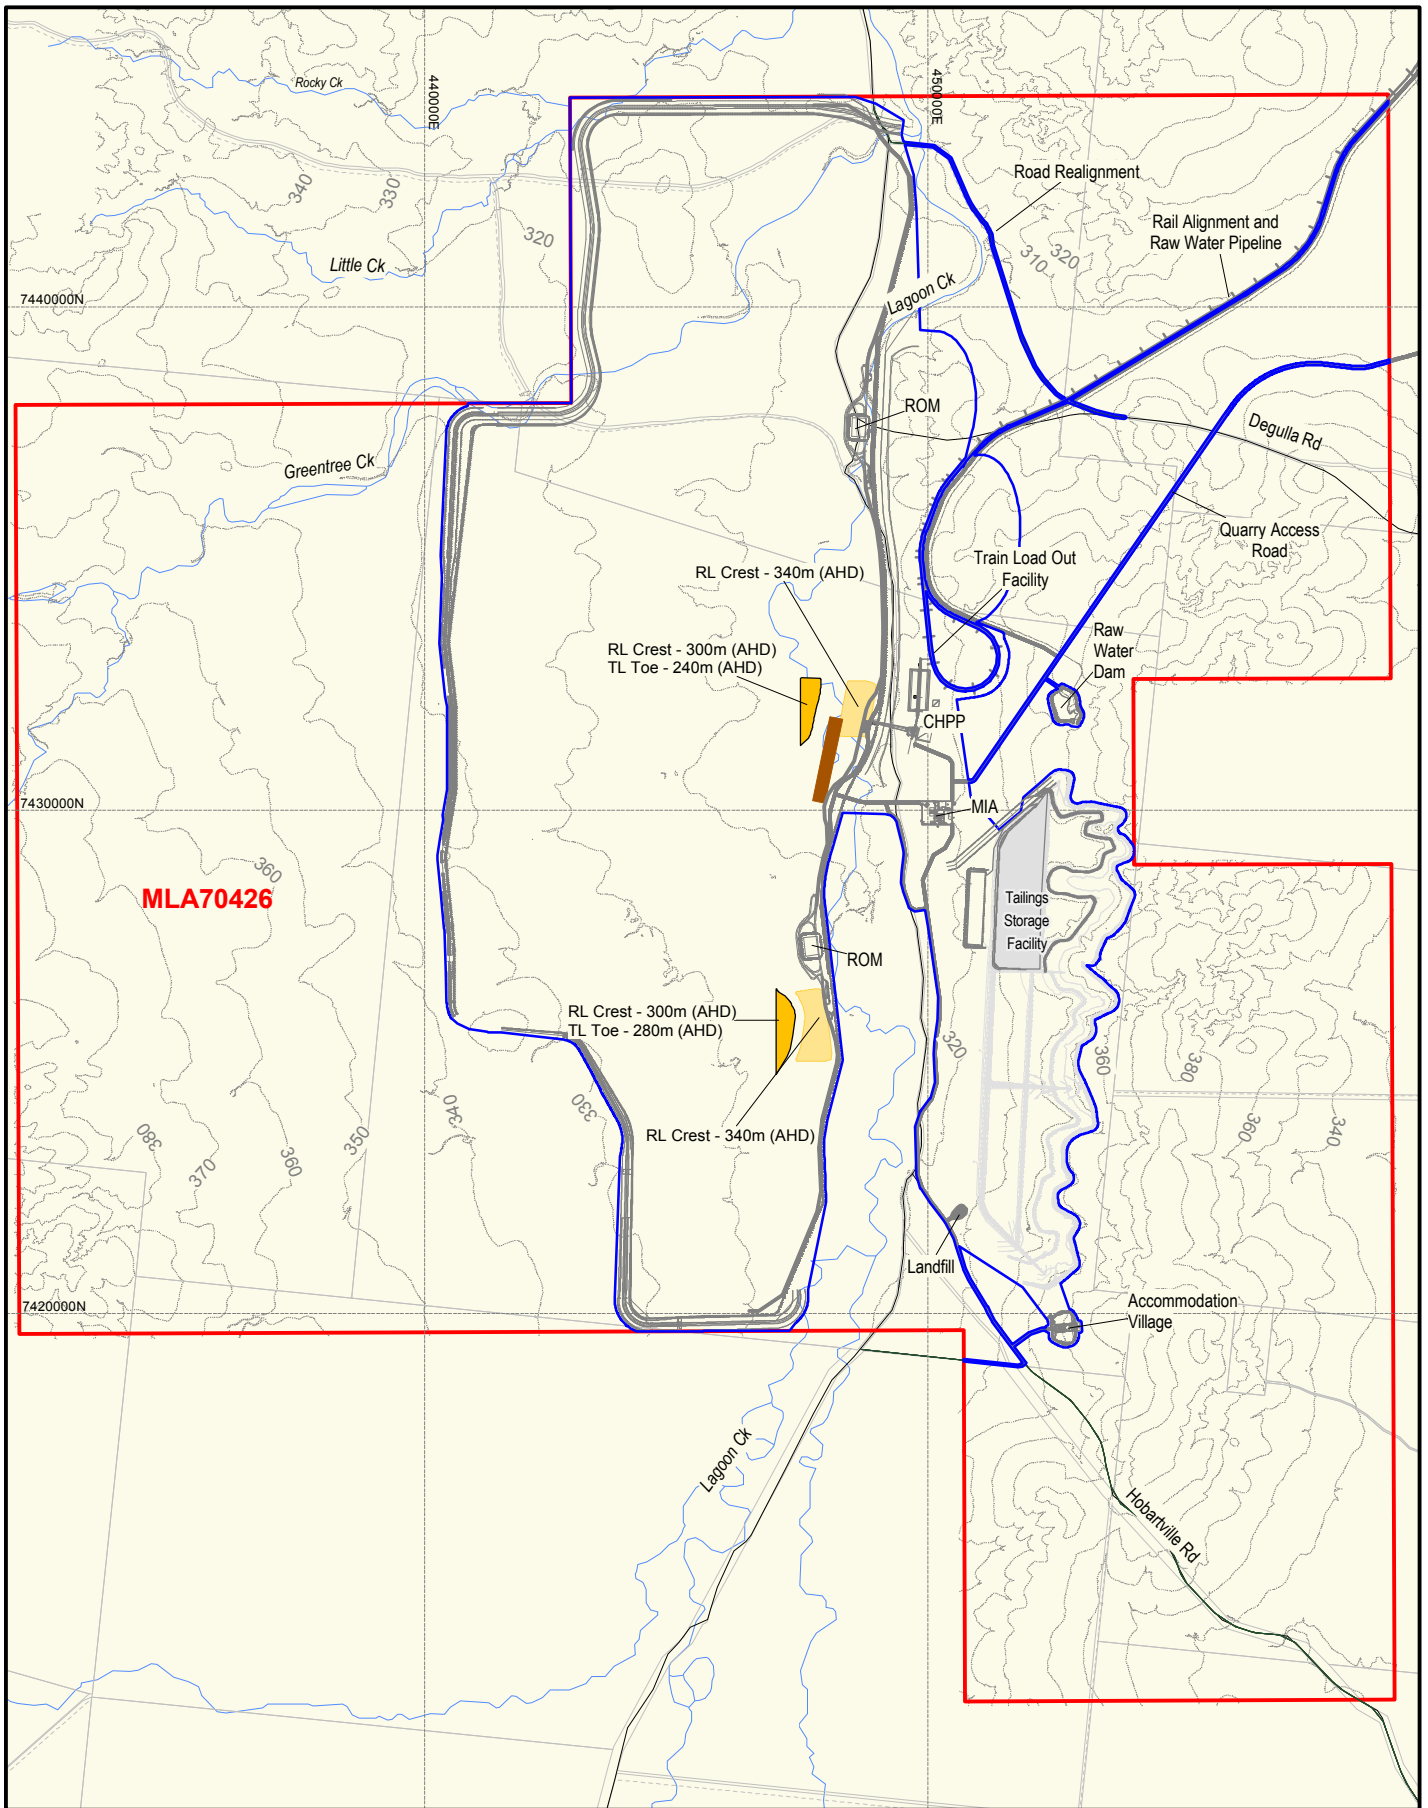 Rocky Ck
440000E
450000E
340
330
320
Road Realignment
Rail Alignment and
Raw Water Pipeline
320
310
Little Ck
Lagoon Ck
7440000N
ROM
Degulla Rd
Greentree Ck
Quarry Access
Road
Train Load Out
Facility
RL Crest - 340m (AHD)
RL Crest - 300m (AHD)
TL Toe - 240m (AHD)
Raw
Water
Dam
CHPP
7430000N
MIA
360
MLA70426
Tailings
Storage
Facility
ROM
RL Crest - 300m (AHD)
TL Toe - 280m (AHD)
320
360
380
340
330
RL Crest - 340m (AHD)
360
340
380
370
360
350
Landfill
7420000N
Accommodation
Village
Lagoon Ck
Hobartville Rd